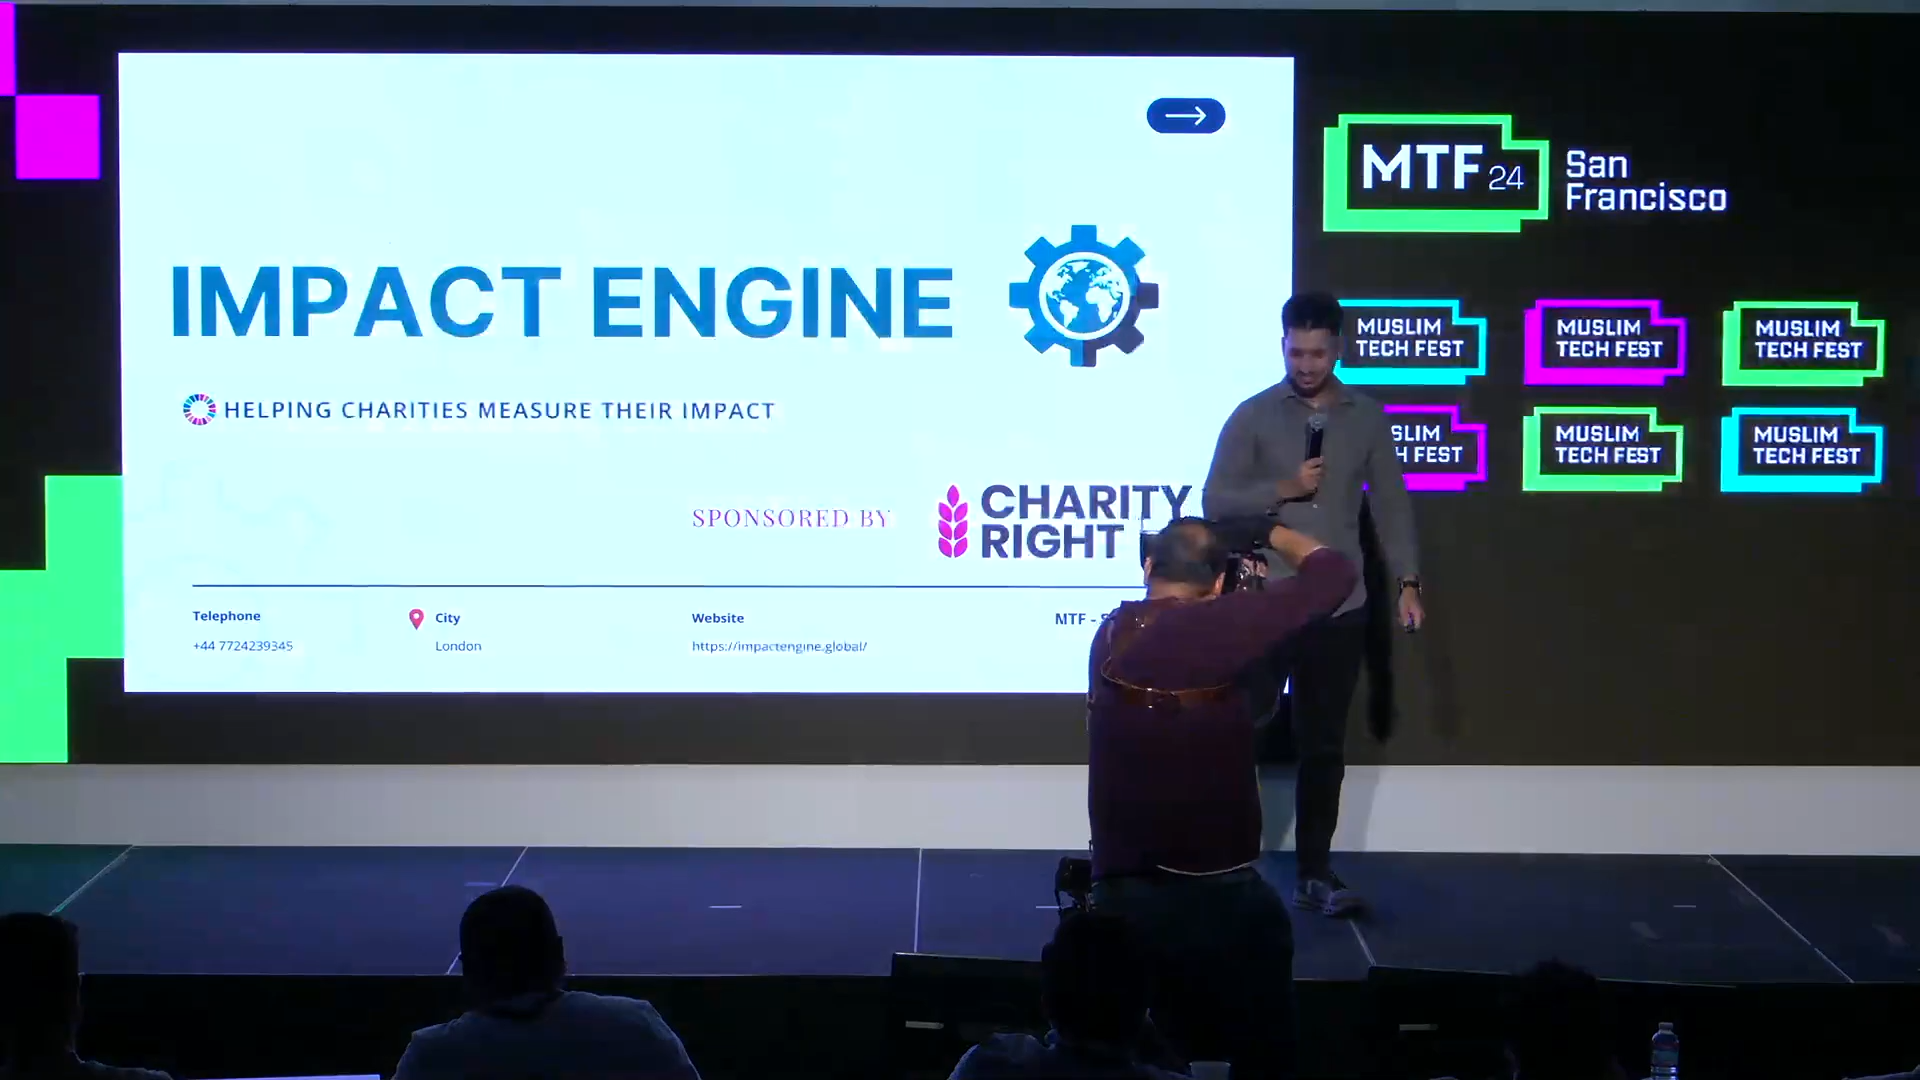 IMPACT ENGINE
HELPING CHARITIES MEASURE THEIR IMPACT
SPONSORED BY
CHARITY
RIGHT
Telephone
+44 7724239345
City
London
Website
https://impactengine.global/
MTF -
MTF 24
San
Francisco
MUSLIM
TECH FEST
MUSLIM
TECH FEST
MUSLIM
TECH FEST
SLIM
H FEST
MUSLIM
TECH FEST
MUSLIM
TECH FEST